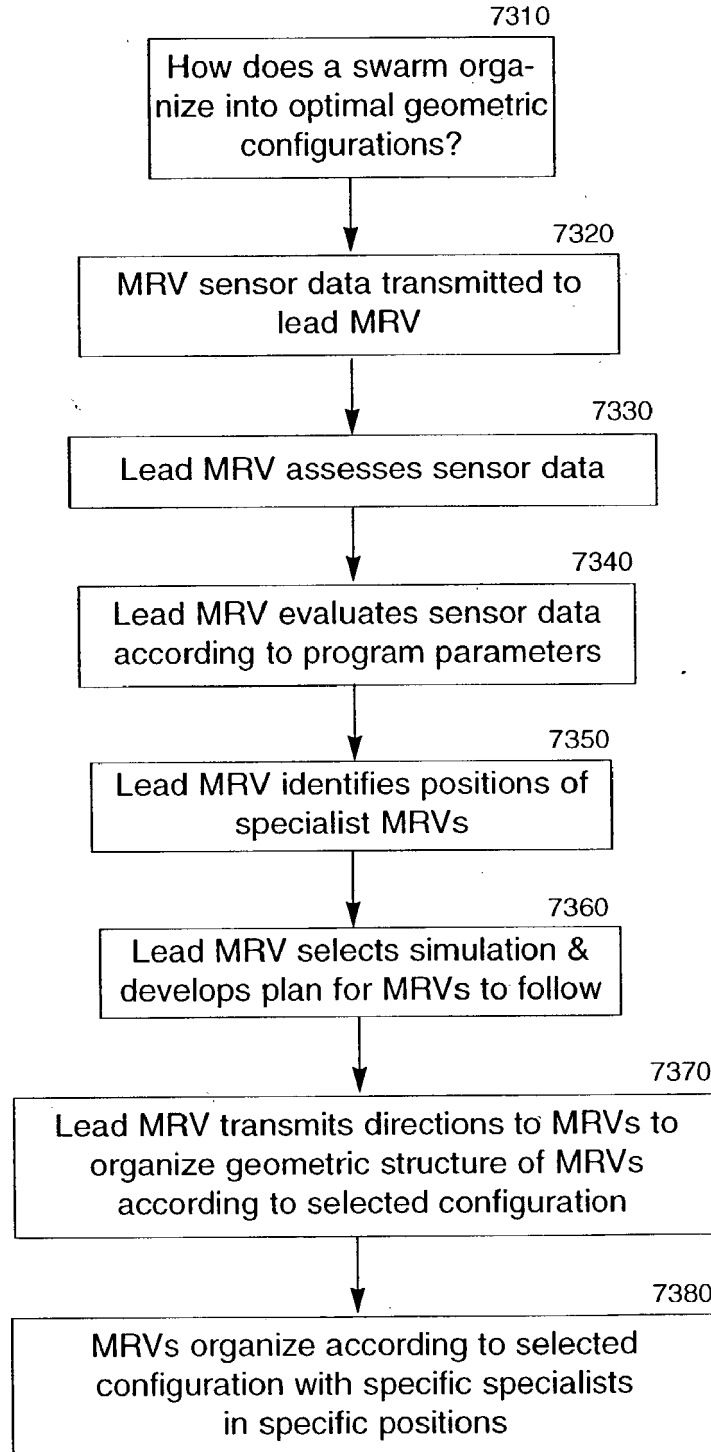 7310
How does a swarm orga-
nize into optimal geometric
configurations?
7320
MRV sensor data transmitted to
lead MRV
7330
Lead MRV assesses sensor data
7340
Lead MRV evaluates sensor data
according to program parameters
7350
Lead MRV identifies positions of
specialist MRVs
7360
Lead MRV selects simulation &
develops plan for MRVs to follow
7370
Lead MRV transmits directions to MRVs to
organize geometric structure of MRVs
according to selected configuration
7380
MRVs organize according to selected
configuration with specific specialists
in specific positions